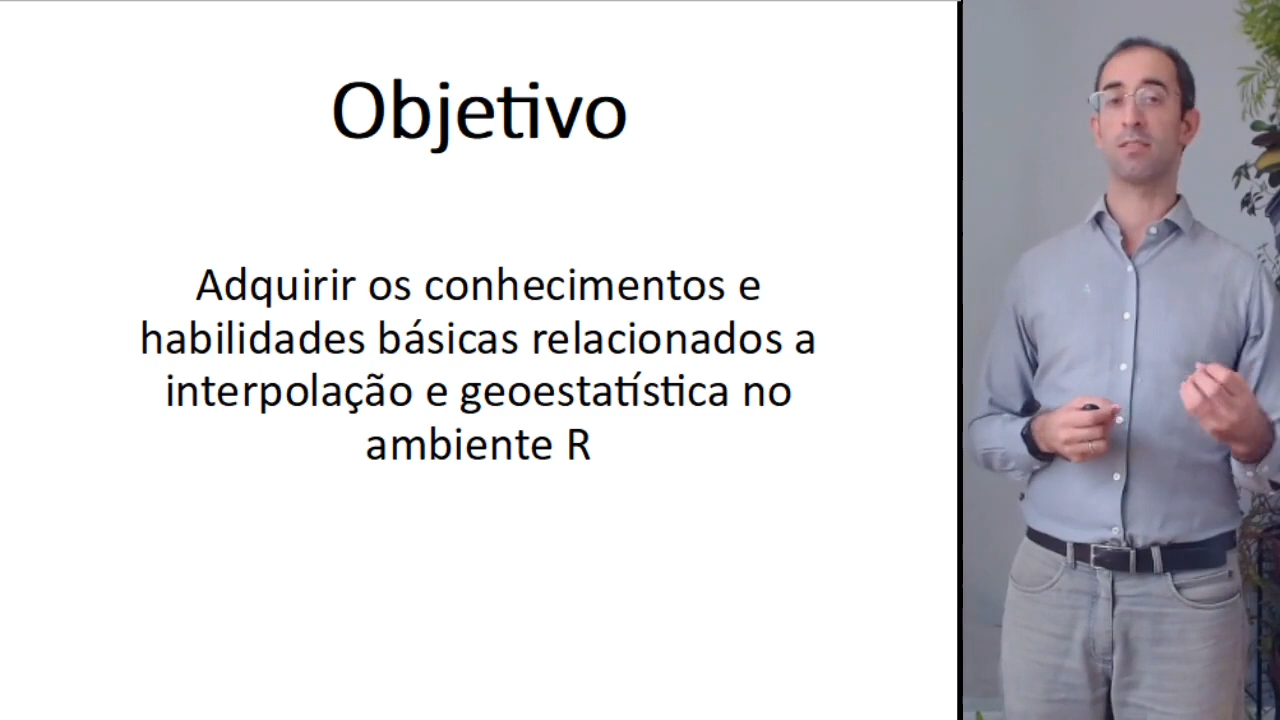 Objetivo
Adquirir os conhecimentos e
habilidades básicas relacionados a
interpolação e geoestatística no
ambiente R